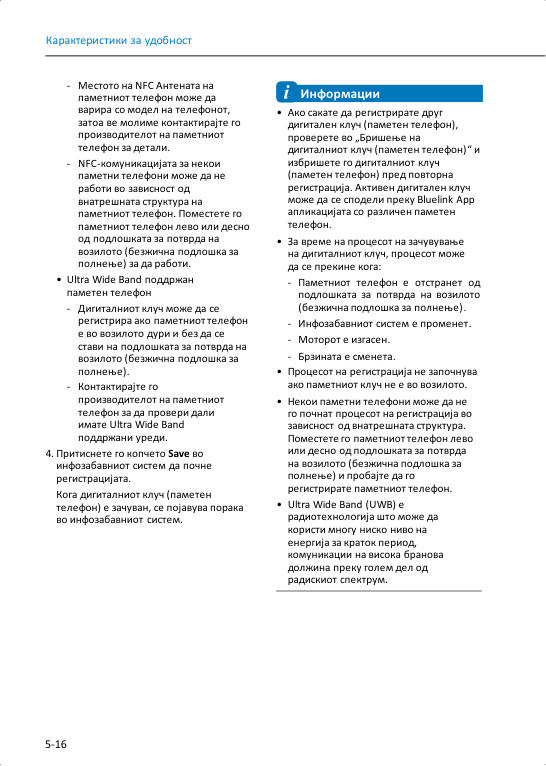 Карактеристики за удобност
- Местото на NFC Антената на
паметниот телефон може да
варира со модел на телефонот,
затоа ве молиме контактирајте го
производителот на паметниот
телефон за детали.
- NFC-комуникацијата за некои
паметни телефони може да не
работи во зависност од
внатрешната структура на
паметниот телефон. Поместете го
паметниот телефон лево или десно
од подлошката за потврда на
возилото (безжична подлошка за
полнење) за да работи.
• Ultra Wide Band поддржан
паметен телефон
- Дигиталниот клуч може да се
регистрира ако паметниот телефон
е во возилото дури и без да се
стави на подлошката за потврда на
возилото (безжична подлошка за
полнење).
- Контактирајте го
производителот на паметниот
телефон за да провери дали
имате Ultra Wide Band
поддржани уреди.
4. Притиснете го копчето Save во
инфозабавниот систем да почне
регистрацијата.
Кога дигиталниот клуч (паметен
телефон) е зачуван, се појавува порака
во инфозабавниот систем.
i Информации
• Ако сакате да регистрирате друг
дигитален клуч (паметен телефон),
проверете во „Бришење на
дигиталниот клуч (паметен телефон)“ и
избришете го дигиталниот клуч
(паметен телефон) пред повторна
регистрација. Активен дигитален клуч
може да се сподели преку Bluelink App
апликацијата со различен паметен
телефон.
• За време на процесот на зачувување
на дигиталниот клуч, процесот може
да се прекине кога:
- Паметниот телефон е отстранет од
подлошката за потврда на возилото
(безжична подлошка за полнење).
- Инфозабавниот систем е променет.
- Моторот е изгасен.
- Брзината е сменета.
• Процесот на регистрација не започнува
ако паметниот клуч не е во возилото.
• Некои паметни телефони може да не
го почнат процесот на регистрација во
зависност од внатрешната структура.
Поместете го паметниот телефон лево
или десно од подлошката за потврда
на возилото (безжична подлошка за
полнење) и пробајте да го
регистрирате паметниот телефон.
• Ultra Wide Band (UWB) е
радиотехнологија што може да
користи многу ниско ниво на
енергија за краток период,
комуникации на висока бранова
должина преку голем дел од
радискиот спектрум.
5-16